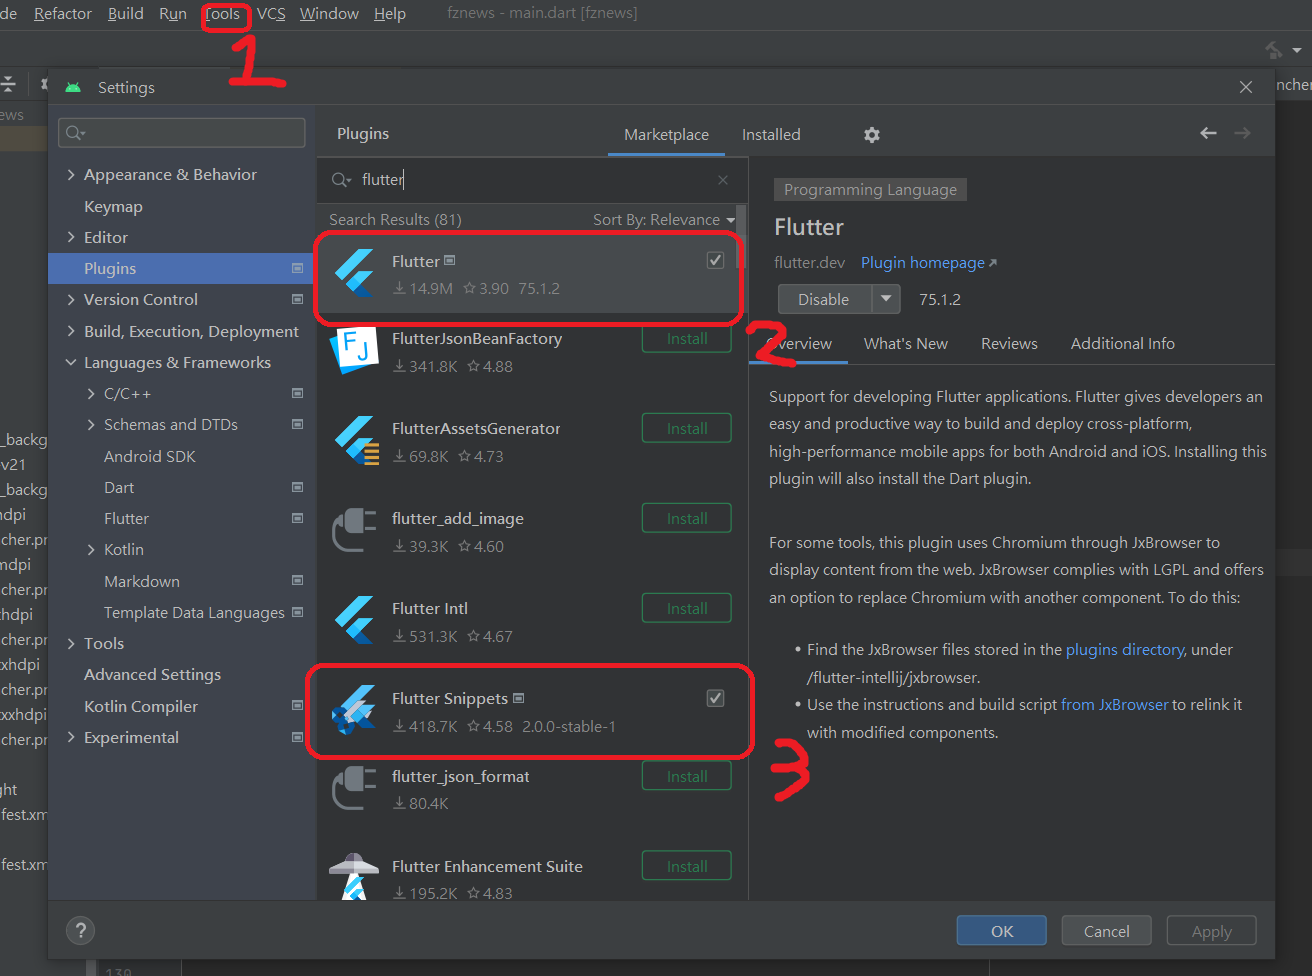 de Refactor Build Run Tools VCS Window Help fznews - main.dart [fznews]
1
Settings
ncher
ews
Plugins Marketplace Installed
Appearance & Behavior
Keymap
Editor
Plugins
Version Control
Build, Execution, Deployment
Languages & Frameworks
C/C++
Schemas and DTDs
Android SDK
Dart
Flutter
Kotlin
Markdown
Template Data Languages
Tools
Advanced Settings
Kotlin Compiler
Experimental
_backg
v21
_backg
hdpi
cher.pr
mdpi
cher.pr
xhdpi
cher.pr
xxhdpi
cher.pr
xxxhdpi
cher.pr
ght
fest.xm
fest.xm
flutter
Search Results (81) Sort By: Relevance
Flutter
14.9M 3.90 75.1.2
2
FlutterJsonBeanFactory Install
341.8K 4.88
FlutterAssetsGenerator Install
69.8K 4.73
flutter_add_image Install
39.3K 4.60
Flutter Intl Install
531.3K 4.67
Flutter Snippets
418.7K 4.58 2.0.0-stable-1
3
flutter_json_format Install
80.4K
Flutter Enhancement Suite Install
195.2K 4.83
Programming Language
Flutter
flutter.dev Plugin homepage
Disable 75.1.2
Overview What's New Reviews Additional Info
Support for developing Flutter applications. Flutter gives developers an
easy and productive way to build and deploy cross-platform,
high-performance mobile apps for both Android and iOS. Installing this
plugin will also install the Dart plugin.
For some tools, this plugin uses Chromium through JxBrowser to
display content from the web. JxBrowser complies with LGPL and offers
an option to replace Chromium with another component. To do this:
• Find the JxBrowser files stored in the plugins directory, under
/flutter-intellij/jxbrowser.
• Use the instructions and build script from JxBrowser to relink it
with modified components.
? OK Cancel Apply
130